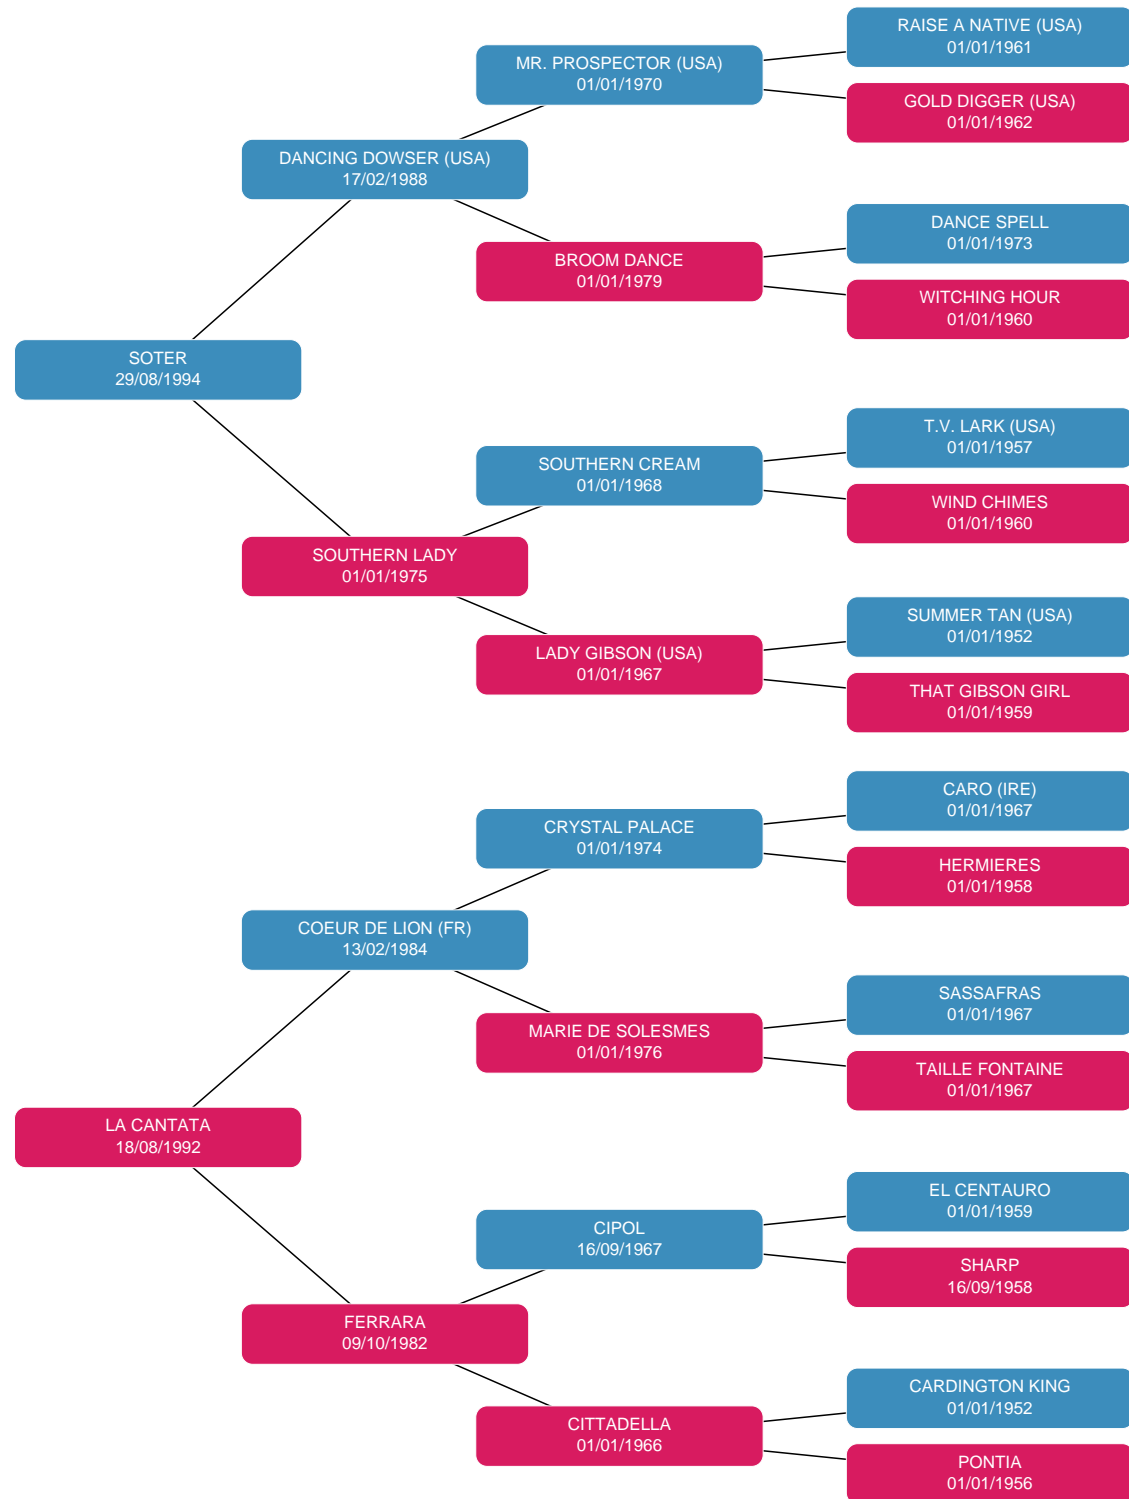 RAISE A NATIVE (USA)
01/01/1961
MR. PROSPECTOR (USA)
01/01/1970
GOLD DIGGER (USA)
01/01/1962
DANCING DOWSER (USA)
17/02/1988
DANCE SPELL
01/01/1973
BROOM DANCE
01/01/1979
WITCHING HOUR
01/01/1960
SOTER
29/08/1994
T.V. LARK (USA)
01/01/1957
SOUTHERN CREAM
01/01/1968
WIND CHIMES
01/01/1960
SOUTHERN LADY
01/01/1975
SUMMER TAN (USA)
01/01/1952
LADY GIBSON (USA)
01/01/1967
THAT GIBSON GIRL
01/01/1959
CARO (IRE)
01/01/1967
CRYSTAL PALACE
01/01/1974
HERMIERES
01/01/1958
COEUR DE LION (FR)
13/02/1984
SASSAFRAS
01/01/1967
MARIE DE SOLESMES
01/01/1976
TAILLE FONTAINE
01/01/1967
LA CANTATA
18/08/1992
EL CENTAURO
01/01/1959
CIPOL
16/09/1967
SHARP
16/09/1958
FERRARA
09/10/1982
CARDINGTON KING
01/01/1952
CITTADELLA
01/01/1966
PONTIA
01/01/1956